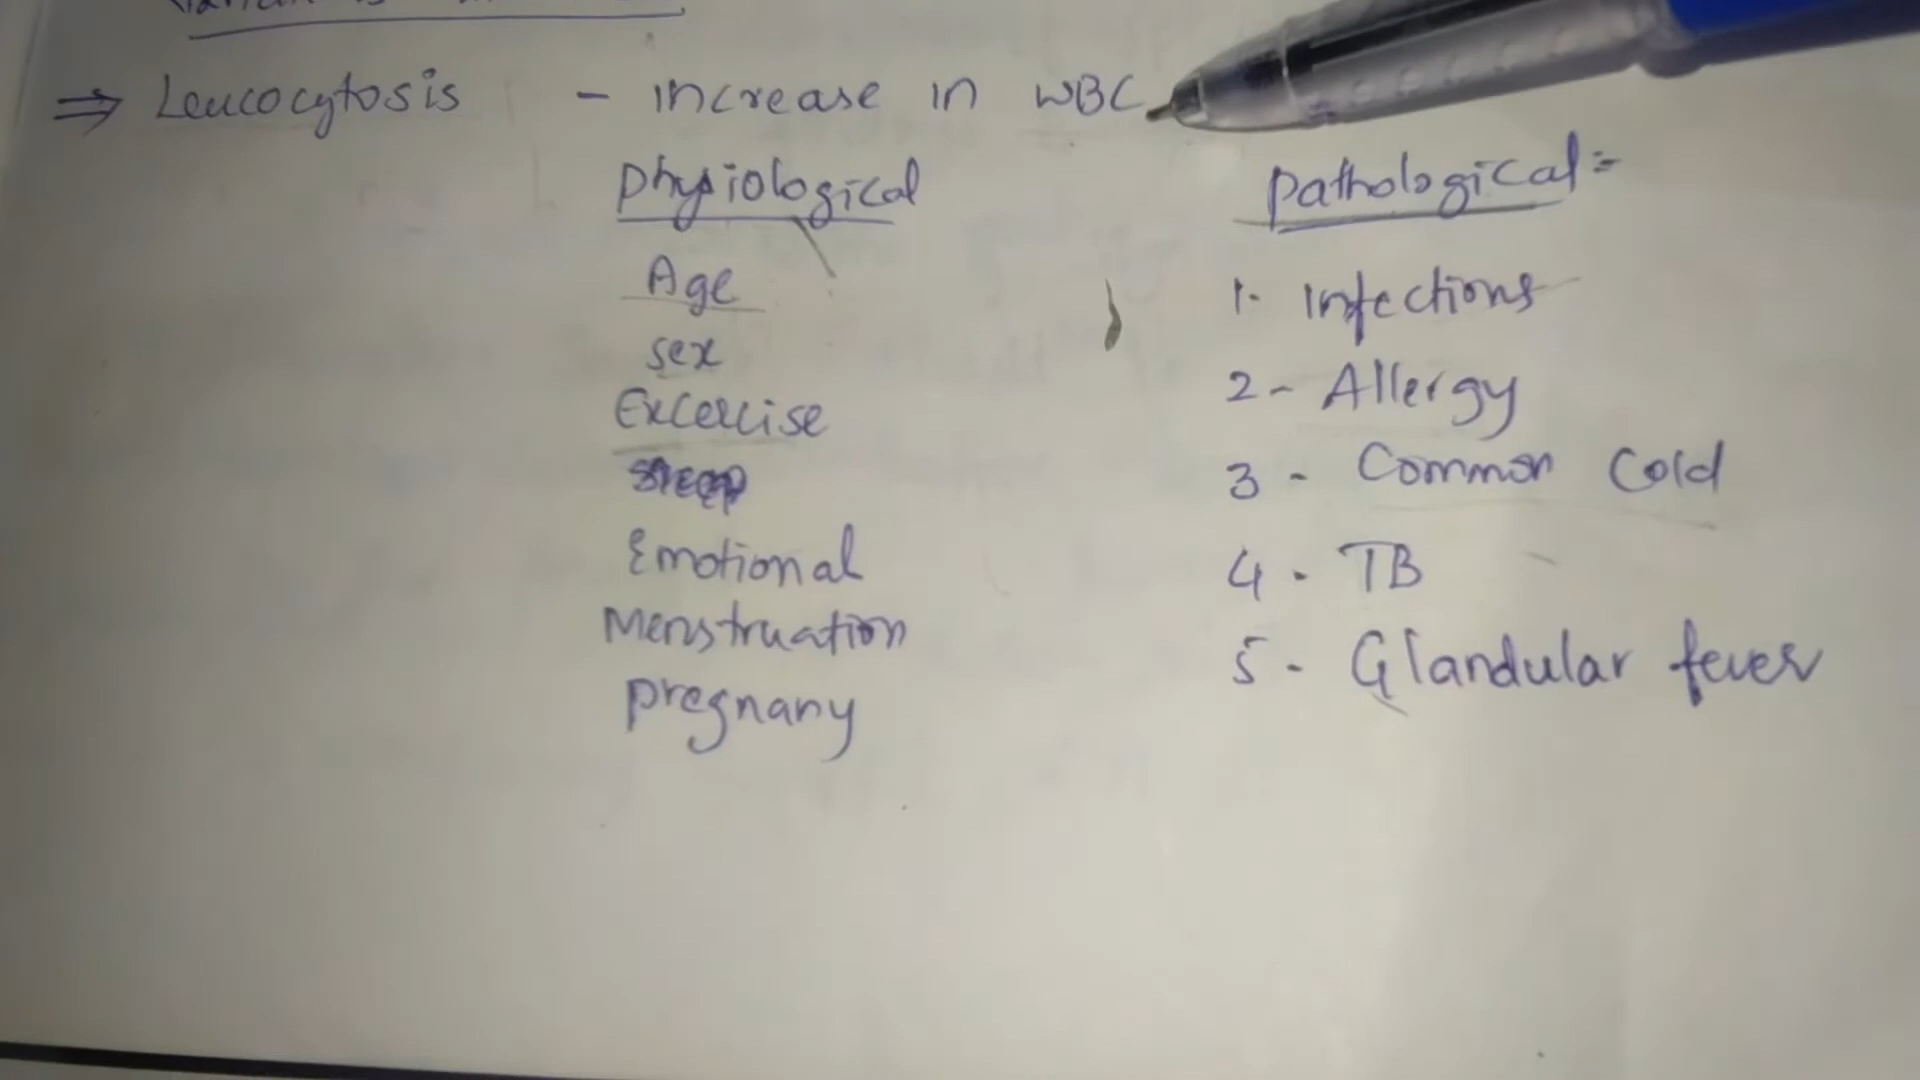 ⇒ Leucocytosis - increase in WBC
Physiological
Age
sex
Excercise
Emotional
Menstruation
Pregnany
Pathological:-
1. Infections
2 - Allergy
3 - Common Cold
4 - TB
5 - Glandular fever